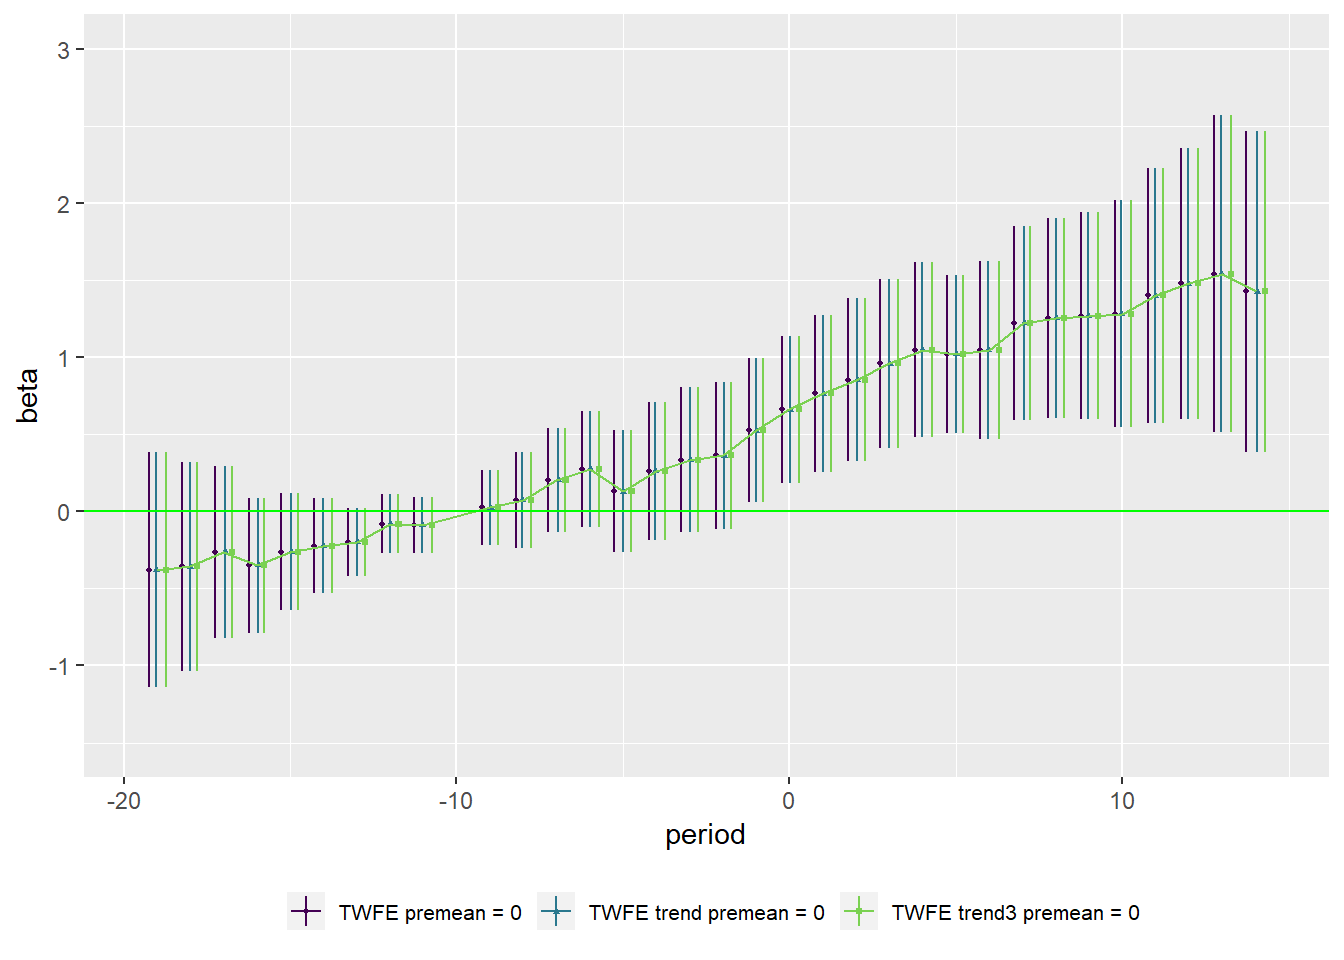 3
2
1
0
-1
beta
-20
-10
0
10
period
TWFE premean = 0
TWFE trend premean = 0
TWFE trend3 premean = 0